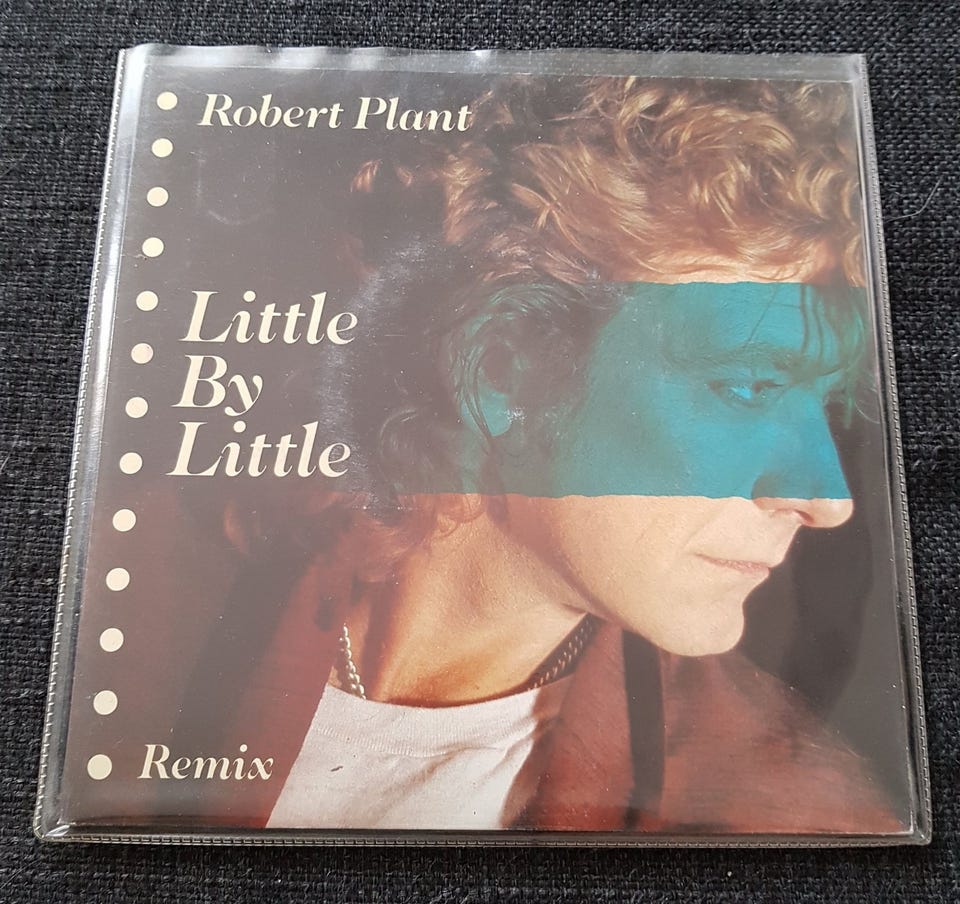 Robert Plant
Little
By
Little
Remix